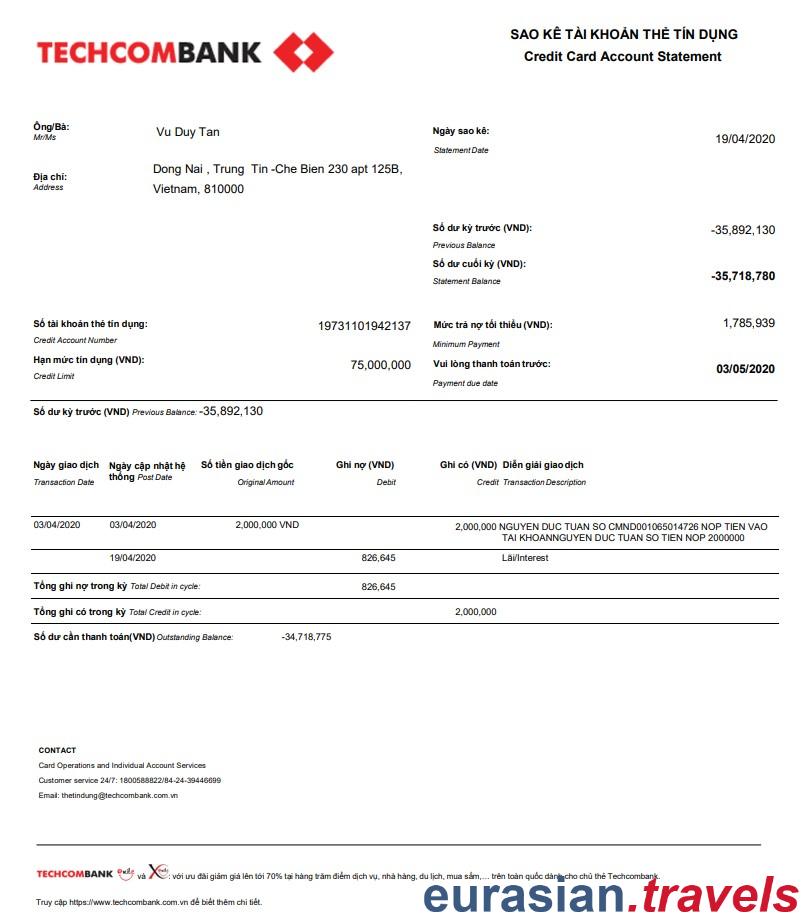 TECHCOMBANK
SAO KÊ TÀI KHOẢN THẺ TÍN DỤNG
Credit Card Account Statement
Ông/Bà: Vu Duy Tan
Mr/Ms
Ngày sao kê: 19/04/2020
Statement Date
Địa chỉ: Dong Nai , Trung Tin -Che Bien 230 apt 125B,
Address Vietnam, 810000
Số dư kỳ trước (VND): -35,892,130
Previous Balance
Số dư cuối kỳ (VND): -35,718,780
Statement Balance
Số tài khoản thẻ tín dụng: 19731101942137
Credit Account Number
Mức trả nợ tối thiểu (VND): 1,785,939
Minimum Payment
Hạn mức tín dụng (VND): 75,000,000
Credit Limit
Vui lòng thanh toán trước: 03/05/2020
Payment due date
Số dư kỳ trước (VND) Previous Balance: -35,892,130
Ngày giao dịch Ngày cập nhật hệ Số tiền giao dịch gốc Ghi nợ (VND) Ghi có (VND) Diễn giải giao dịch
Transaction Date thống Post Date Original Amount Debit Credit Transaction Description
03/04/2020 03/04/2020 2,000,000 VND 2,000,000 NGUYEN DUC TUAN SO CMND001065014726 NOP TIEN VAO
TAI KHOANNGUYEN DUC TUAN SO TIEN NOP 2000000
19/04/2020 826,645 Lãi/Interest
Tổng ghi nợ trong kỳ Total Debit in cycle: 826,645
Tổng ghi có trong kỳ Total Credit in cycle: 2,000,000
Số dư cần thanh toán(VND) Outstanding Balance: -34,718,775
CONTACT
Card Operations and Individual Account Services
Customer service 24/7: 1800588822/84-24-39446699
Email: thetindung@techcombank.com.vn
TECHCOMBANK và : với ưu đãi giảm giá lên tới 70% tại hàng trăm điểm dịch vụ, nhà hàng, du lịch, mua sắm,... trên toàn quốc dành cho chủ thẻ Techcombank.
Truy cập https://www.techcombank.com.vn để biết thêm chi tiết.
eurasian.travels